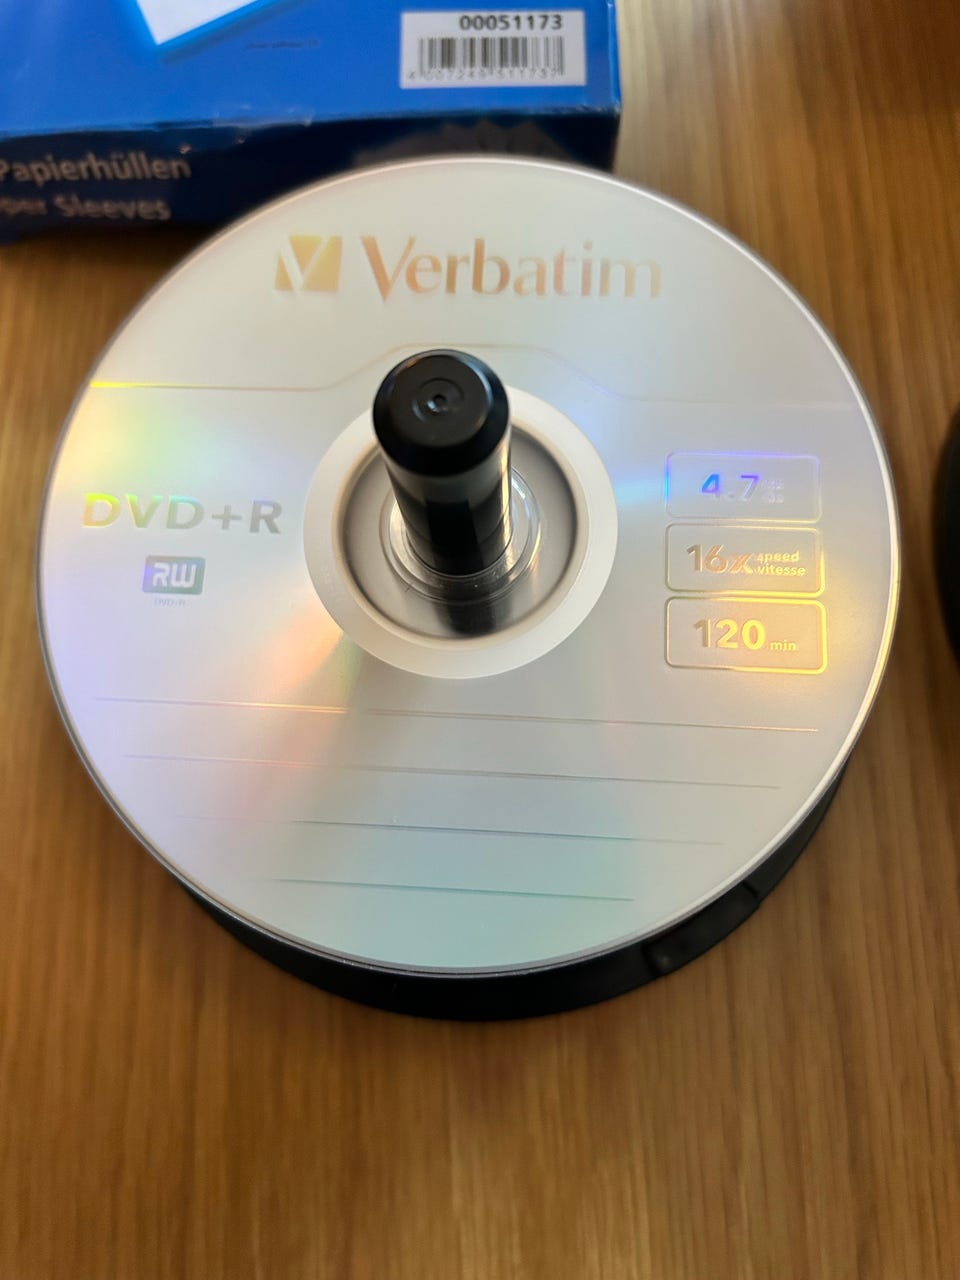 00051173
Papierhüllen
per Sleeves
Verbatim
DVD+R
RW
DVD+R
4.7
16x speed
vitesse
120 min